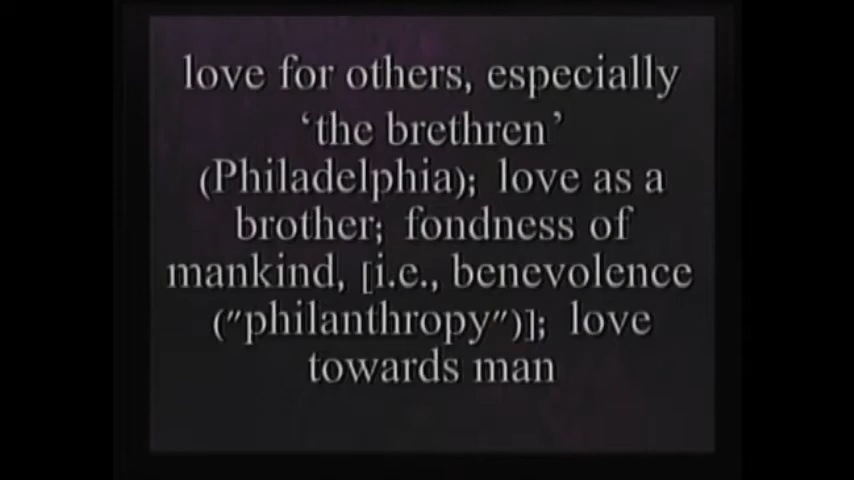 love for others, especially
‘the brethren’
(Philadelphia); love as a
brother; fondness of
mankind, [i.e., benevolence
("philanthropy")]; love
towards man